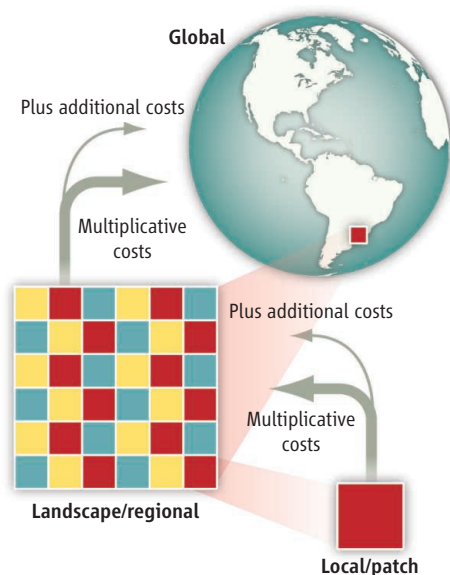 Global
Plus additional costs
Multiplicative
costs
Plus additional costs
Multiplicative
costs
Landscape/regional
Local/patch